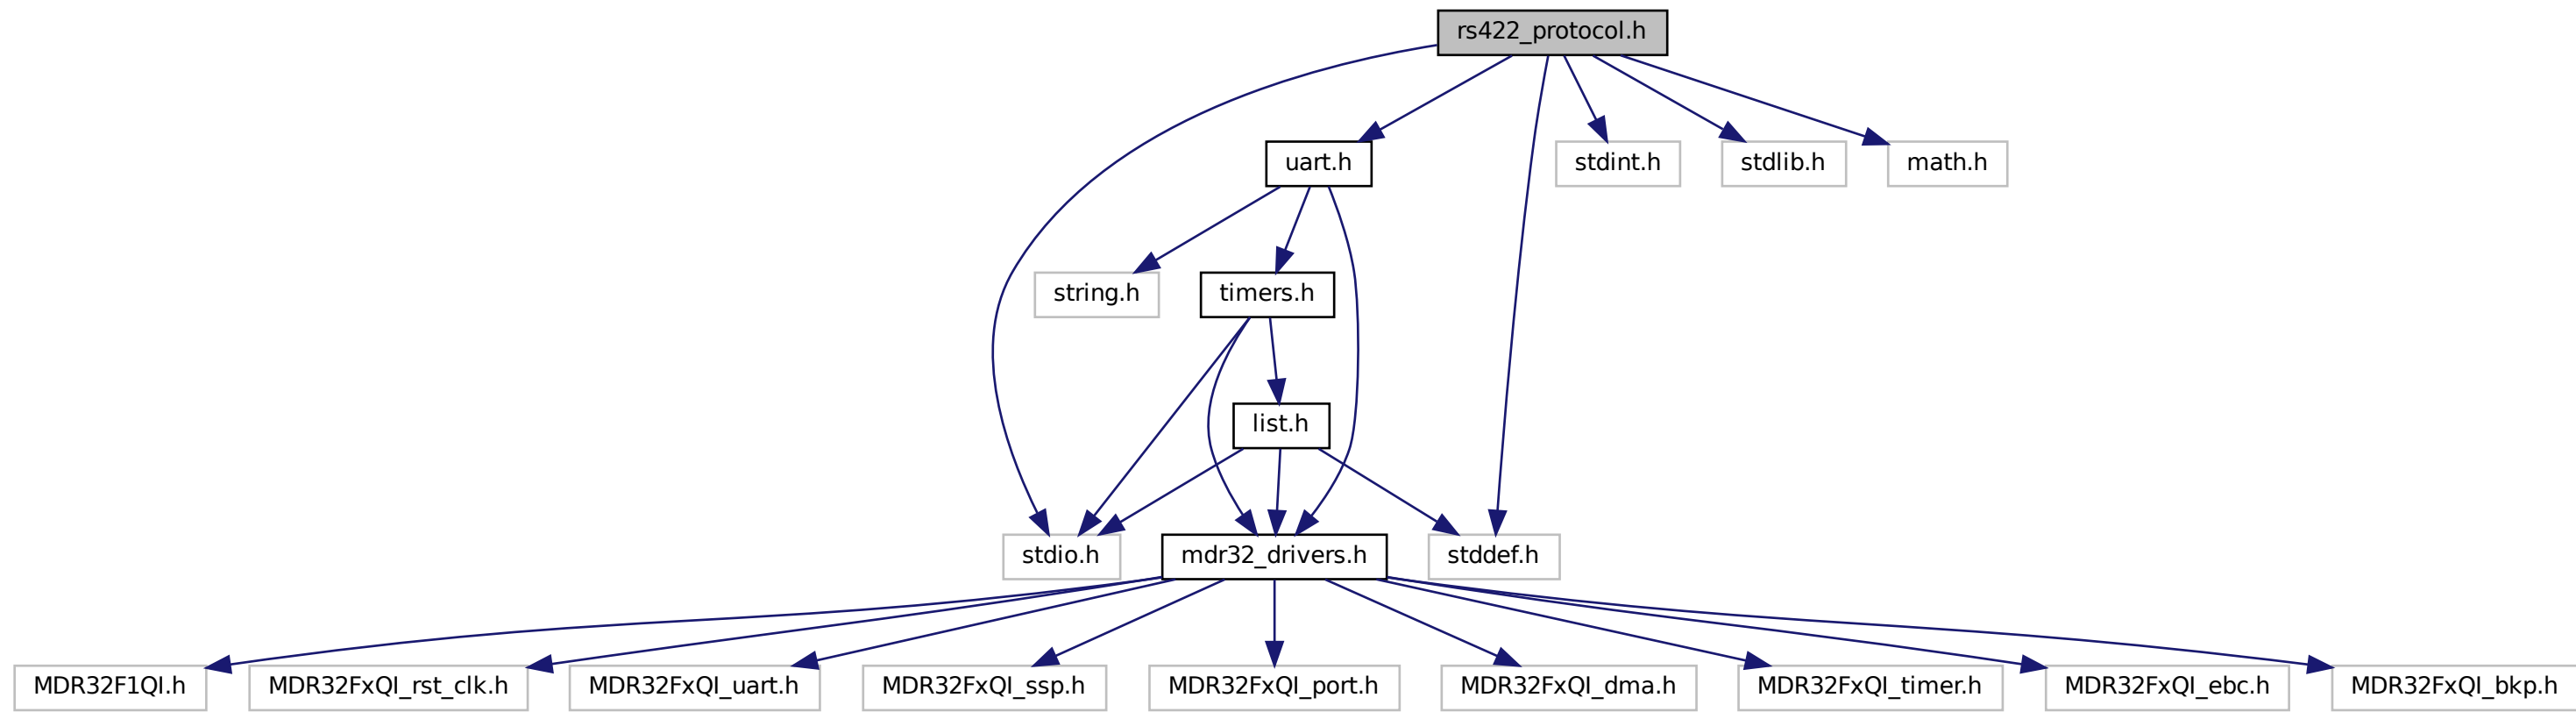 rs422_protocol.h
uart.h
stdint.h
stdlib.h
math.h
string.h
timers.h
list.h
stdio.h
mdr32_drivers.h
stddef.h
MDR32F1QI.h
MDR32FxQI_rst_clk.h
MDR32FxQI_uart.h
MDR32FxQI_ssp.h
MDR32FxQI_port.h
MDR32FxQI_dma.h
MDR32FxQI_timer.h
MDR32FxQI_ebc.h
MDR32FxQI_bkp.h